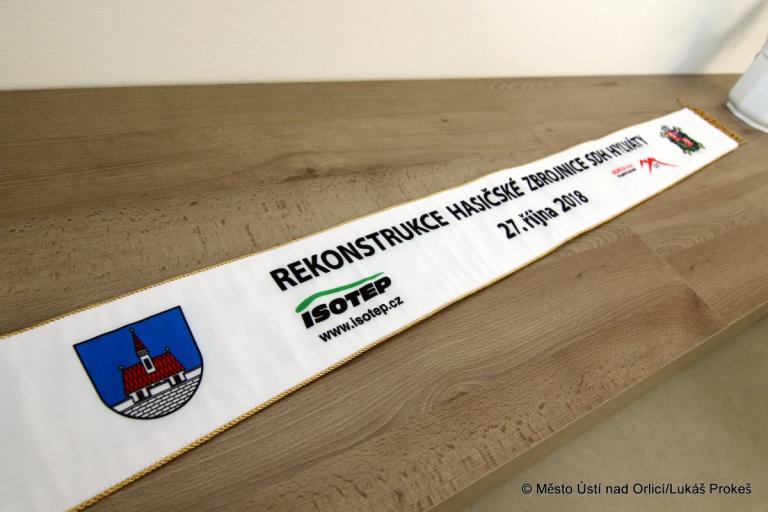 REKONSTRUKCE HASIČSKÉ ZBROJNICE SDH HYLVÁTY
27. října 2018
ISOTEP
www.isotep.cz
© Město Ústí nad Orlicí/Lukáš Prokeš